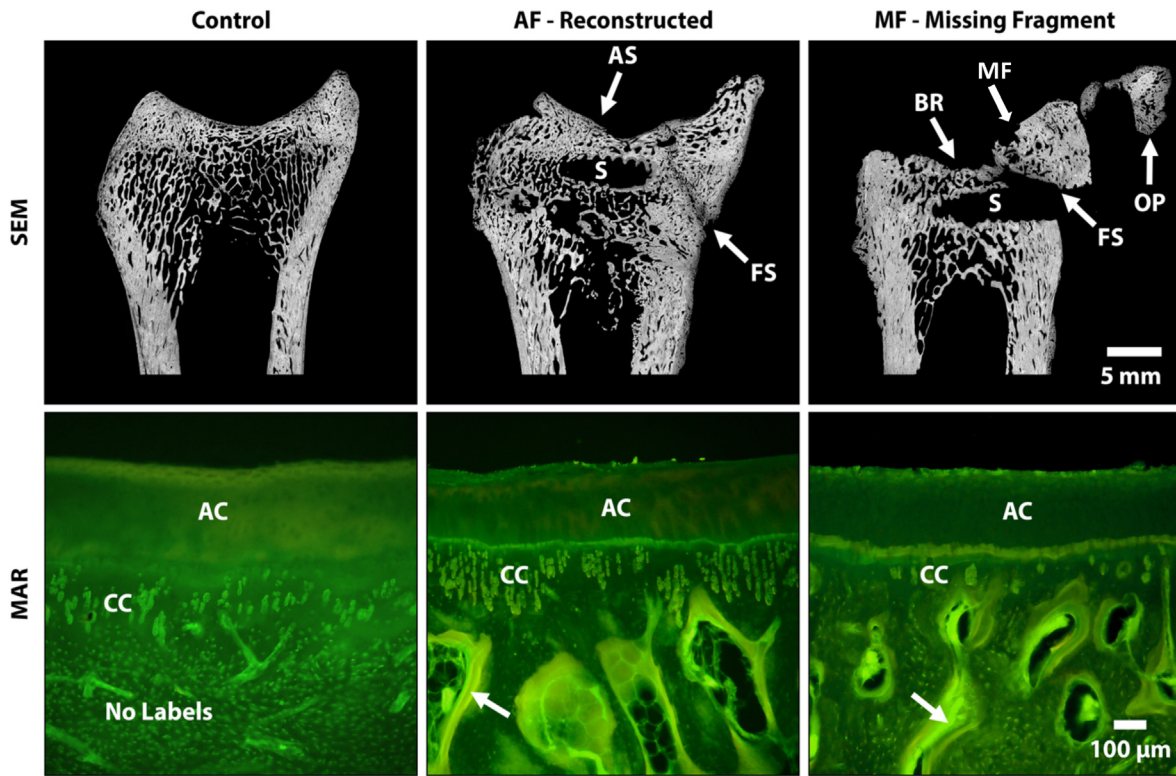 Control
AF - Reconstructed
MF - Missing Fragment
SEM
AS
S
FS
MF
BR
S
OP
FS
5 mm
MAR
AC
CC
No Labels
AC
CC
AC
CC
100 µm